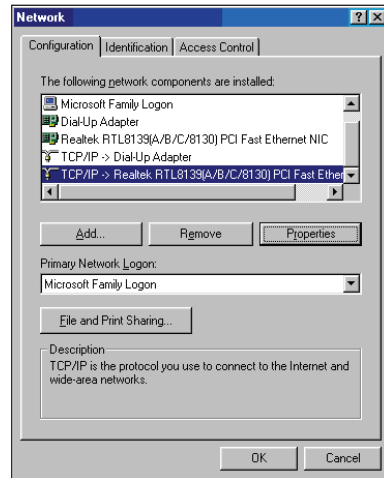 Network
Configuration Identification Access Control
The following network components are installed:
Microsoft Family Logon
Dial-Up Adapter
Realtek RTL8139(A/B/C/8130) PCI Fast Ethernet NIC
TCP/IP -> Dial-Up Adapter
TCP/IP -> Realtek RTL8139(A/B/C/8130) PCI Fast Ether
Add... Remove Properties
Primary Network Logon:
Microsoft Family Logon
File and Print Sharing...
Description
TCP/IP is the protocol you use to connect to the Internet and
wide-area networks.
OK Cancel